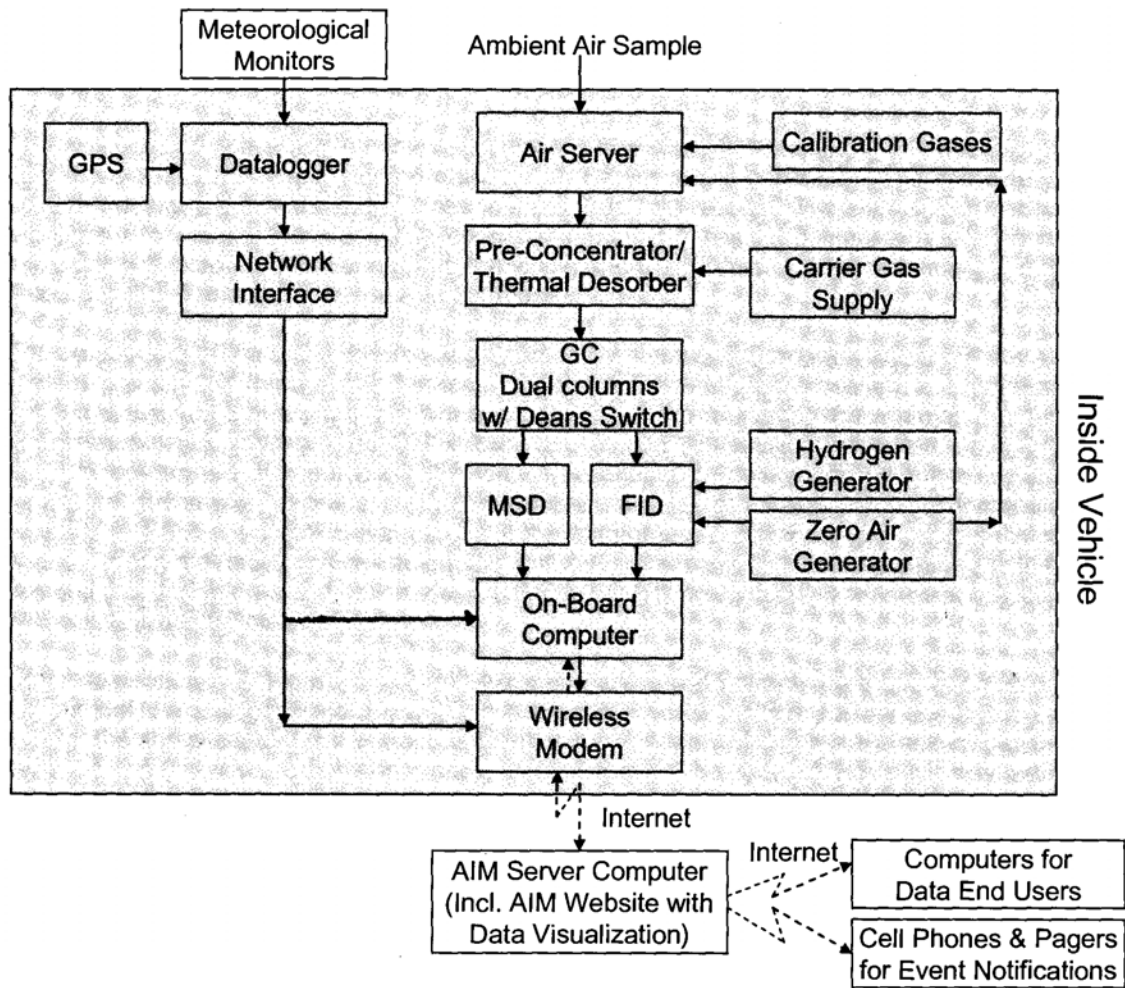 Meteorological
Monitors
Ambient Air Sample
GPS
Datalogger
Air Server
Calibration Gases
Network
Interface
Pre-Concentrator/
Thermal Desorber
Carrier Gas
Supply
GC
Dual columns
w/ Deans Switch
MSD
FID
Hydrogen
Generator
Zero Air
Generator
On-Board
Computer
Wireless
Modem
Inside Vehicle
Internet
AIM Server Computer
(Incl. AIM Website with
Data Visualization)
Internet
Computers for
Data End Users
Cell Phones & Pagers
for Event Notifications